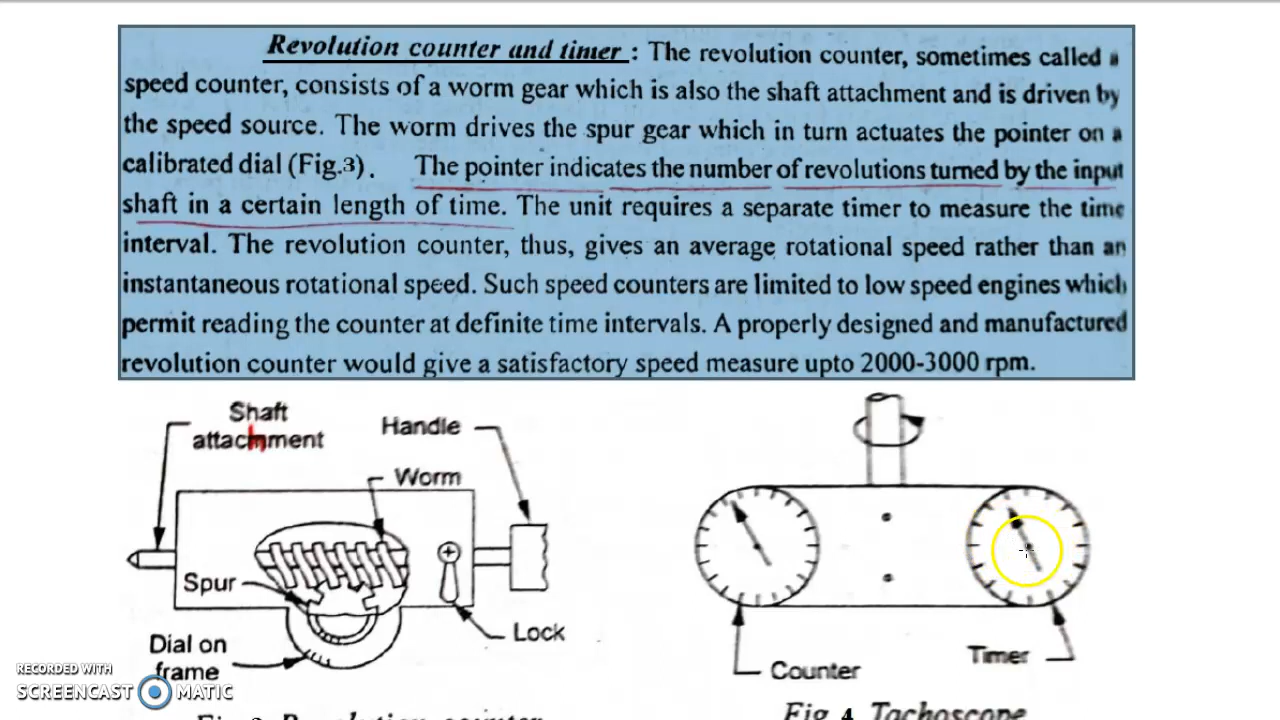 Revolution counter and timer : The revolution counter, sometimes called a
speed counter, consists of a worm gear which is also the shaft attachment and is driven by
the speed source. The worm drives the spur gear which in turn actuates the pointer on a
calibrated dial (Fig.3). The pointer indicates the number of revolutions turned by the input
shaft in a certain length of time. The unit requires a separate timer to measure the time
interval. The revolution counter, thus, gives an average rotational speed rather than an
instantaneous rotational speed. Such speed counters are limited to low speed engines which
permit reading the counter at definite time intervals. A properly designed and manufactured
revolution counter would give a satisfactory speed measure upto 2000-3000 rpm.
Shaft
attachment
Handle
Worm
Spur
Lock
Dial on
frame
Counter
Timer
RECORDED WITH
SCREENCAST MATIC
Fig 3 Revolution counter
Fig 4 Tachoscope